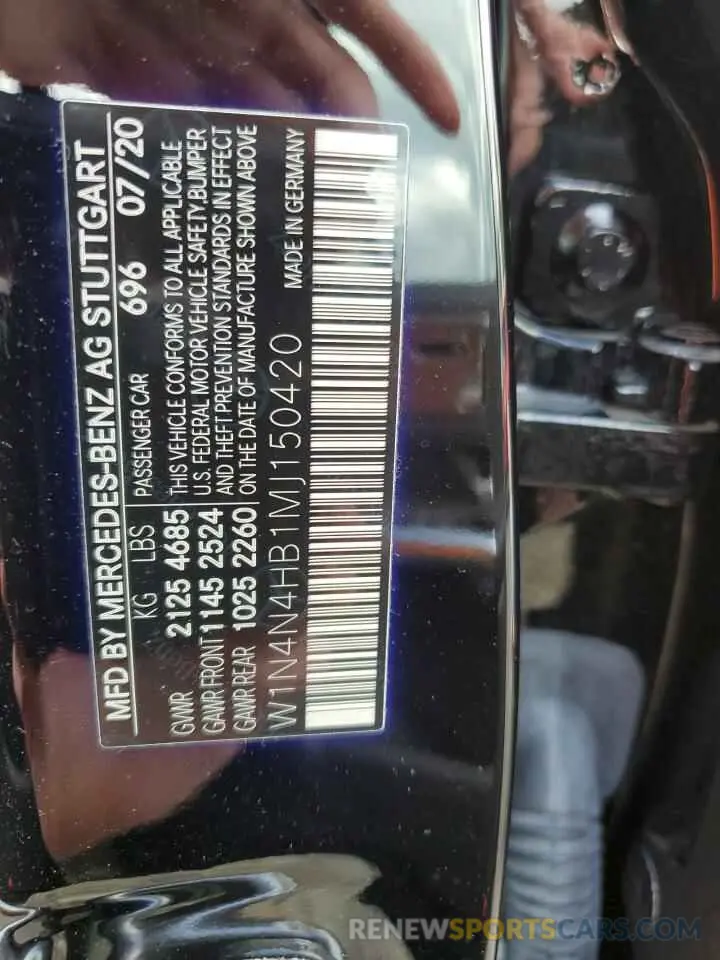 MFD BY MERCEDES-BENZ AG STUTTGART
KG LBS PASSENGER CAR 696 07/20
GVWR 2125 4685 THIS VEHICLE CONFORMS TO ALL APPLICABLE
GAWR FRONT 1145 2524 U.S. FEDERAL MOTOR VEHICLE SAFETY, BUMPER
GAWR REAR 1025 2260 AND THEFT PREVENTION STANDARDS IN EFFECT
ON THE DATE OF MANUFACTURE SHOWN ABOVE
W1N4N4HB1MJ150420 MADE IN GERMANY
RENEWSPORTSCARS.COM